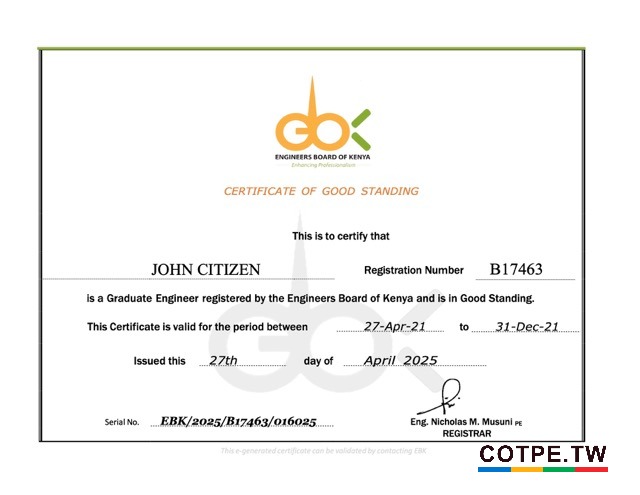 ebk
ENGINEERS BOARD OF KENYA
Enhancing Professionalism
CERTIFICATE OF GOOD STANDING
This is to certify that
JOHN CITIZEN Registration Number B17463
is a Graduate Engineer registered by the Engineers Board of Kenya and is in Good Standing.
This Certificate is valid for the period between 27-Apr-21 to 31-Dec-21
Issued this 27th day of April 2025
Serial No. EBK/2025/B17463/016025 Eng. Nicholas M. Musuni PE
REGISTRAR
This e-generated certificate can be validated by contacting EBK
COTPE.TW